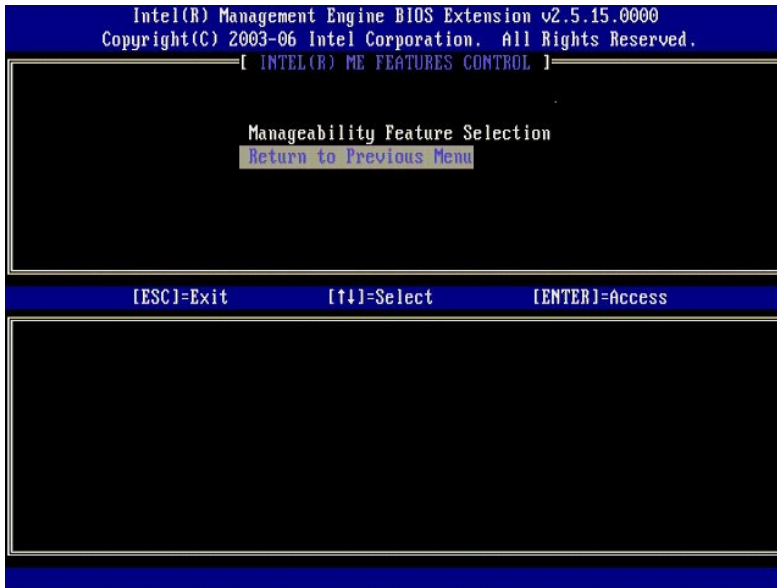 Intel(R) Management Engine BIOS Extension v2.5.15.0000
Copyright(C) 2003-06 Intel Corporation. All Rights Reserved.
[ INTEL(R) ME FEATURES CONTROL ]
Manageability Feature Selection
Return to Previous Menu
[ESC]=Exit [↑↓]=Select [ENTER]=Access